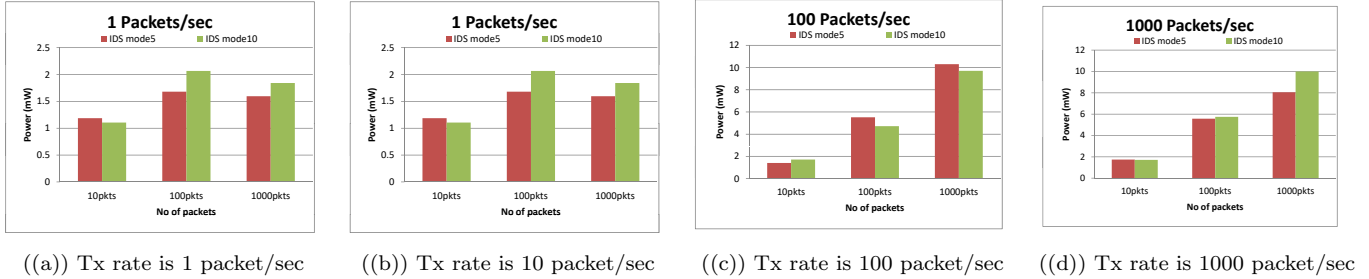 1 Packets/sec
IDS mode5 IDS mode10
2.5
2
1.5
1
0.5
0
Power (mW)
10pkts 100pkts 1000pkts
No of packets
((a)) Tx rate is 1 packet/sec
1 Packets/sec
IDS mode5 IDS mode10
2.5
2
1.5
1
0.5
0
Power (mW)
10pkts 100pkts 1000pkts
No of packets
((b)) Tx rate is 10 packet/sec
100 Packets/sec
IDS mode5 IDS mode10
12
10
8
6
4
2
0
Power (mW)
10pkts 100pkts 1000pkts
No of packets
((c)) Tx rate is 100 packet/sec
1000 Packets/sec
IDS mode5 IDS mode10
12
10
8
6
4
2
0
Power (mW)
10pkts 100pkts 1000pkts
No of packets
((d)) Tx rate is 1000 packet/sec